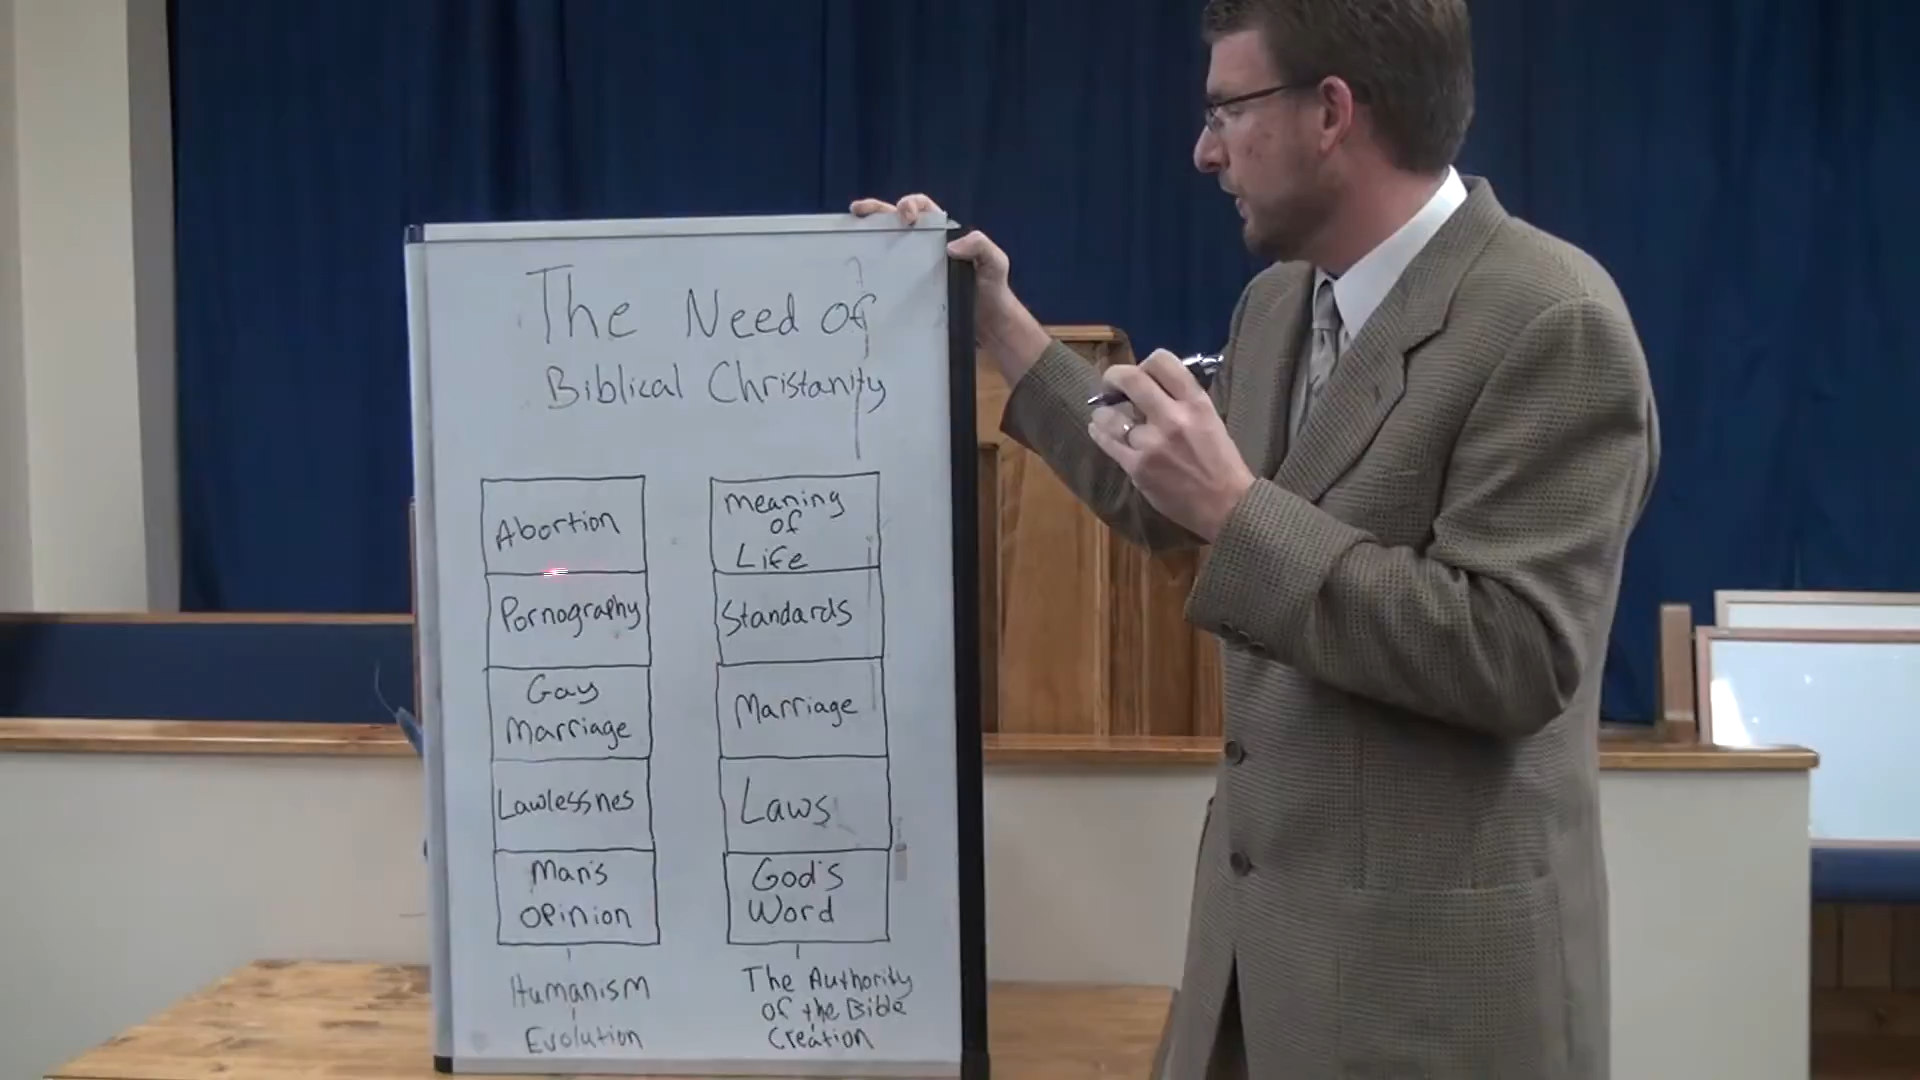 The Need of
Biblical Christanity
Abortion
Pornography
Gay
Marriage
Lawlessnes
Man's
Opinion
Humanism
Evolution
Meaning
of
Life
Standards
Marriage
Laws
God's
Word
The Authority
of the Bible
Creation